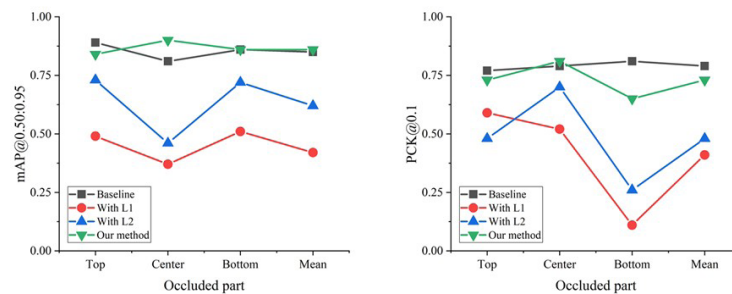 1.00
0.75
0.50
0.25
0.00
mAP@0.50:0.95
Baseline
With L1
With L2
Our method
Top Center Bottom Mean
Occluded part
1.00
0.75
0.50
0.25
0.00
PCK@0.1
Baseline
With L1
With L2
Our method
Top Center Bottom Mean
Occluded part